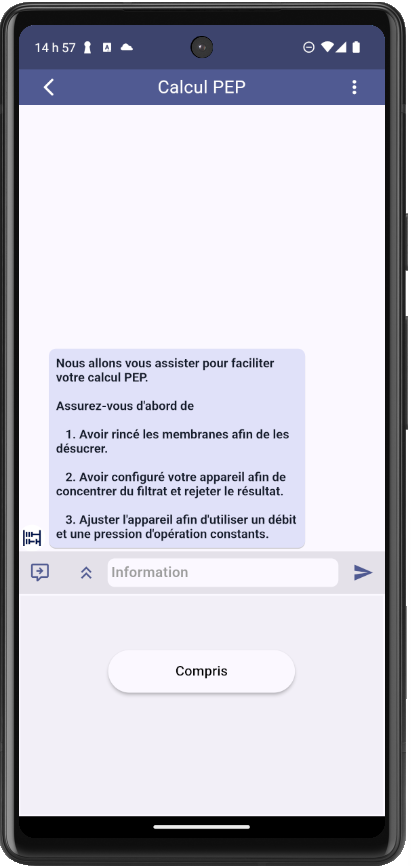 14 h 57
Calcul PEP
Nous allons vous assister pour faciliter
votre calcul PEP.
Assurez-vous d'abord de
1. Avoir rincé les membranes afin de les
désucrer.
2. Avoir configuré votre appareil afin de
concentrer du filtrat et rejeter le résultat.
3. Ajuster l'appareil afin d'utiliser un débit
et une pression d'opération constants.
Information
Compris